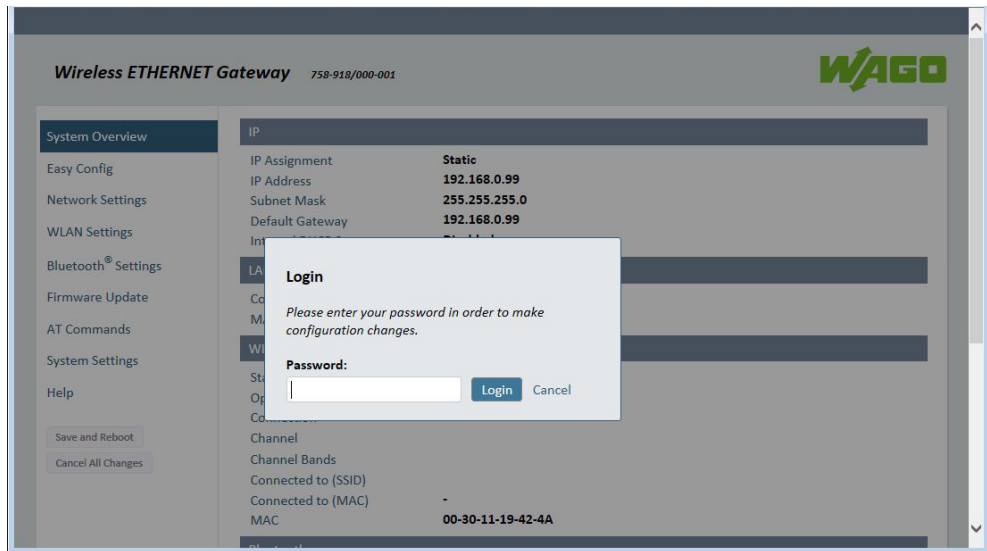 Wireless ETHERNET Gateway 758-918/000-001
WAGO
System Overview
Easy Config
Network Settings
WLAN Settings
Bluetooth® Settings
Firmware Update
AT Commands
System Settings
Help
Save and Reboot
Cancel All Changes
IP
IP Assignment Static
IP Address 192.168.0.99
Subnet Mask 255.255.255.0
Default Gateway 192.168.0.99
LA
Login
Please enter your password in order to make
configuration changes.
Password:
Login Cancel
Channel
Channel Bands
Connected to (SSID)
Connected to (MAC) -
MAC 00-30-11-19-42-4A